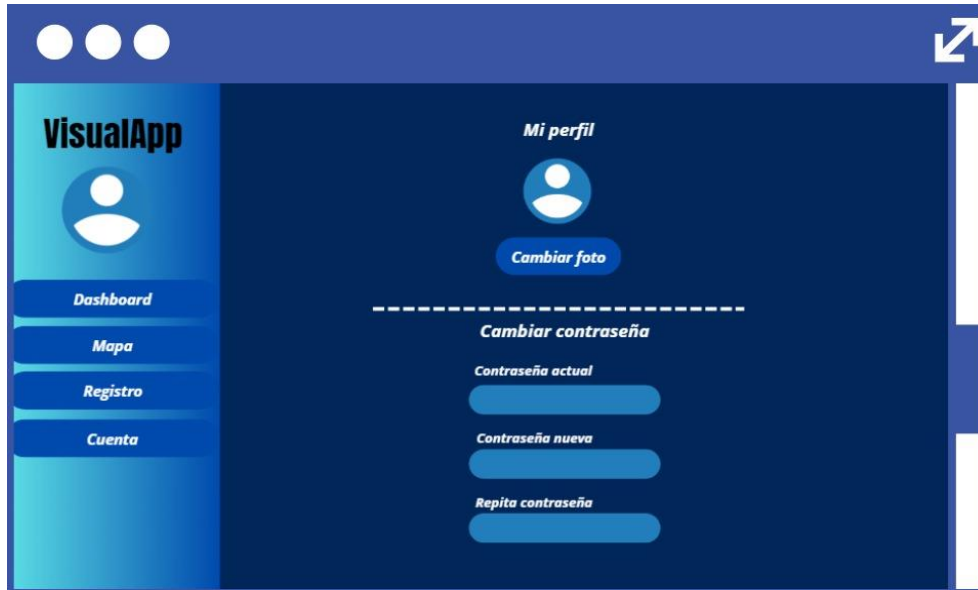 VisualApp
Dashboard
Mapa
Registro
Cuenta
Mi perfil
Cambiar foto
Cambiar contraseña
Contraseña actual
Contraseña nueva
Repita contraseña